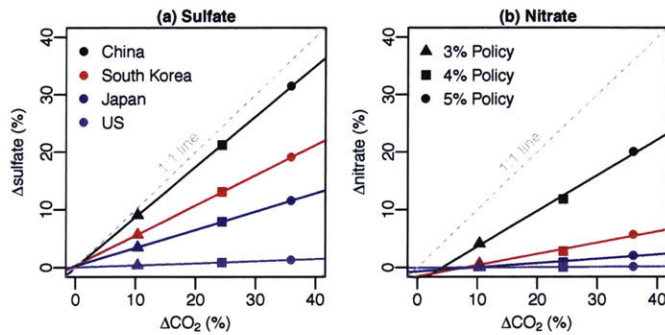 (a) Sulfate
(b) Nitrate
40
30
20
10
0
Δsulfate (%)
China
South Korea
Japan
US
1:1 line
0
10
20
30
40
ΔCO₂ (%)
40
30
20
10
0
Δnitrate (%)
3% Policy
4% Policy
5% Policy
1:1 line
0
10
20
30
40
ΔCO₂ (%)